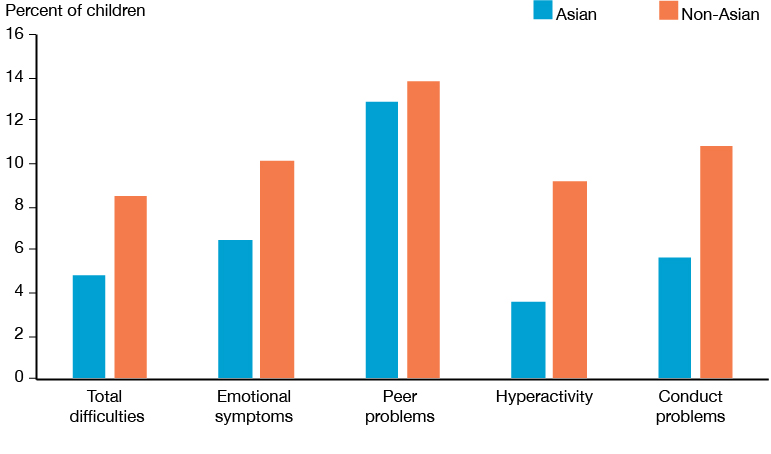 Percent of children
Asian
Non-Asian
16
14
12
10
8
6
4
2
0
Total
difficulties
Emotional
symptoms
Peer
problems
Hyperactivity
Conduct
problems